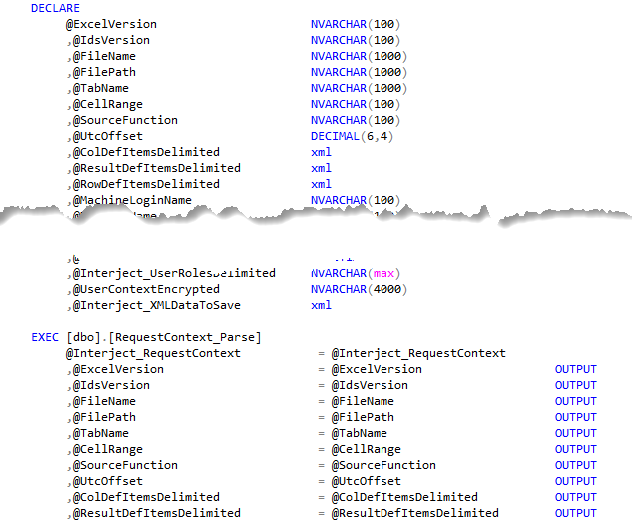 DECLARE
@ExcelVersion NVARCHAR(100)
,@IdsVersion NVARCHAR(100)
,@FileName NVARCHAR(1000)
,@FilePath NVARCHAR(1000)
,@TabName NVARCHAR(1000)
,@CellRange NVARCHAR(100)
,@SourceFunction NVARCHAR(100)
,@UtcOffset DECIMAL(6,4)
,@ColDefItemsDelimited xml
,@ResultDefItemsDelimited xml
,@RowDefItemsDelimited xml
,@MachineLoginName NVARCHAR(100)
,@Interject_UserRolesDelimited NVARCHAR(max)
,@UserContextEncrypted NVARCHAR(4000)
,@Interject_XMLDataToSave xml
EXEC [dbo].[RequestContext_Parse]
@Interject_RequestContext = @Interject_RequestContext
,@ExcelVersion = @ExcelVersion OUTPUT
,@IdsVersion = @IdsVersion OUTPUT
,@FileName = @FileName OUTPUT
,@FilePath = @FilePath OUTPUT
,@TabName = @TabName OUTPUT
,@CellRange = @CellRange OUTPUT
,@SourceFunction = @SourceFunction OUTPUT
,@UtcOffset = @UtcOffset OUTPUT
,@ColDefItemsDelimited = @ColDefItemsDelimited OUTPUT
,@ResultDefItemsDelimited = @ResultDefItemsDelimited OUTPUT